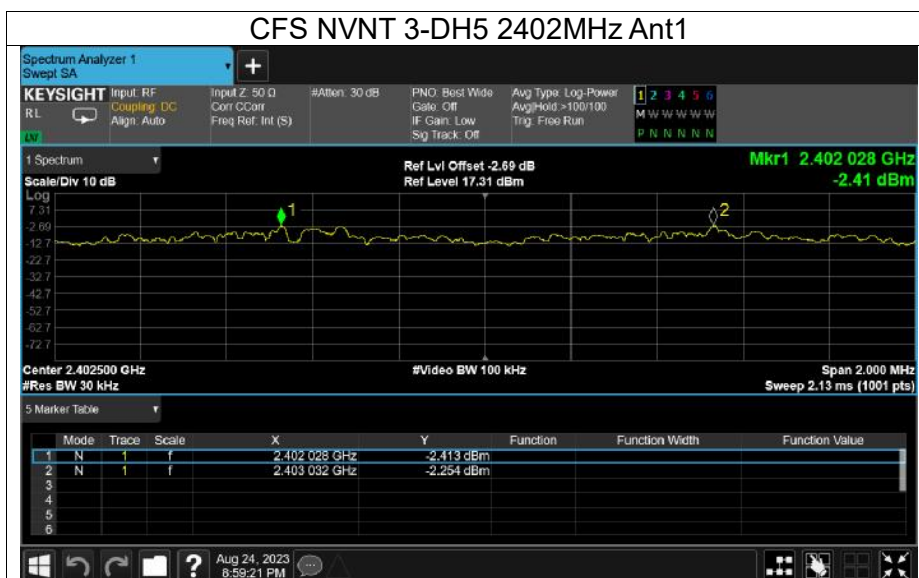 CFS NVNT 3-DH5 2402MHz Ant1
Spectrum Analyzer 1
Swept SA
+
KEYSIGHT Input: RF Input Z: 50 Ω #Atten: 30 dB PNO: Best Wide Avg Type: Log-Power 1 2 3 4 5 6
RL Coupling: DC Corr CCorr Gate: Off Avg|Hold:>100/100 M W W W W W
Align: Auto Freq Ref: Int (S) IF Gain: Low Trig: Free Run
Sig Track: Off P N N N N N
1 Spectrum Ref Lvl Offset -2.69 dB Mkr1 2.402 028 GHz
Scale/Div 10 dB Ref Level 17.31 dBm -2.41 dBm
Log
7.31
1
2
-2.69
-12.7
-22.7
-32.7
-42.7
-52.7
-62.7
-72.7
Center 2.402500 GHz #Video BW 100 kHz Span 2.000 MHz
#Res BW 30 kHz Sweep 2.13 ms (1001 pts)
5 Marker Table
Mode Trace Scale X Y Function Function Width Function Value
1 N 1 f 2.402 028 GHz -2.413 dBm
2 N 1 f 2.403 032 GHz -2.254 dBm
3
4
5
6
? Aug 24, 2023
8:59:21 PM